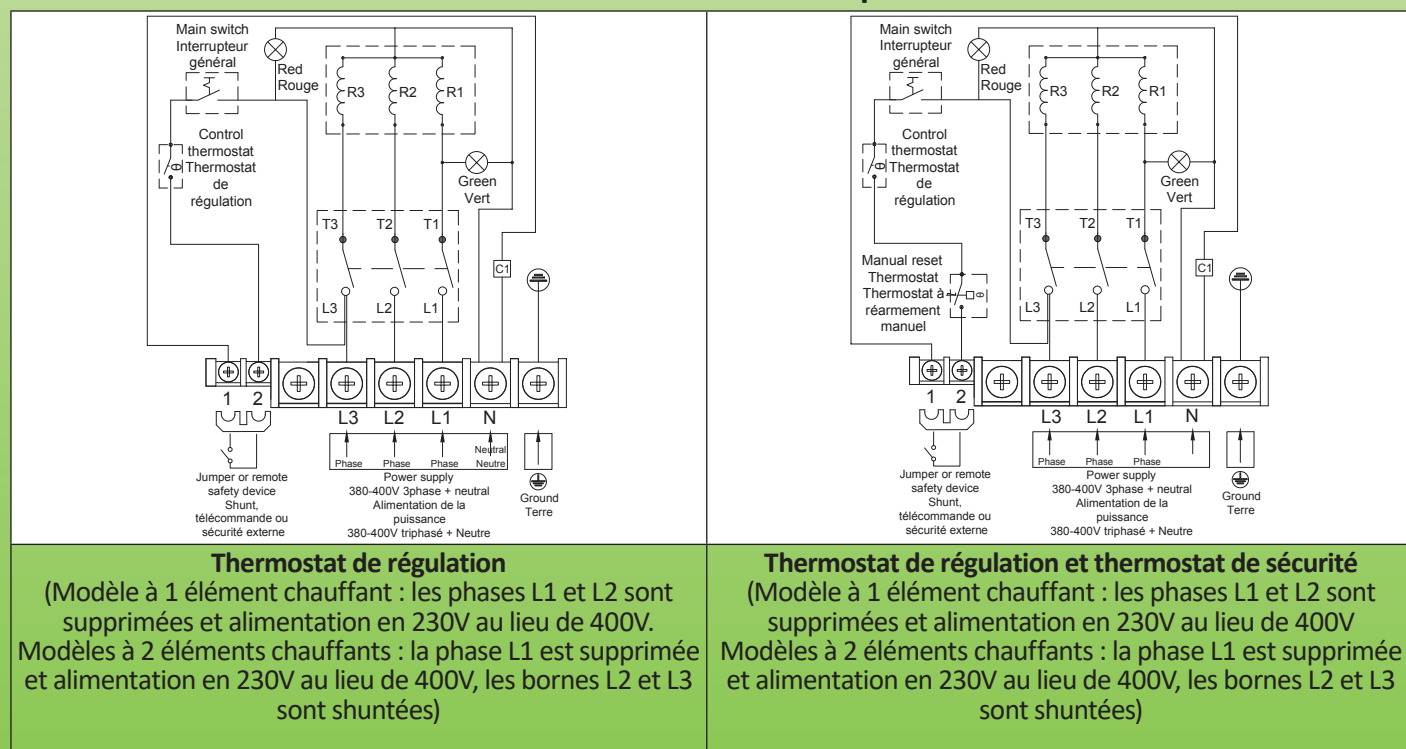 Main switch
Interrupteur
général
Red
Rouge
R3
R2
R1
Control
thermostat
Thermostat
de
régulation
θ
Green
Vert
T3
T2
T1
C1
L3
L2
L1
1
2
L3
L2
L1
N
Phase
Phase
Phase
Neutral
Neutre
Jumper or remote
safety device
Shunt,
télécommande ou
sécurité externe
Power supply
380-400V 3phase + neutral
Alimentation de la
puissance
380-400V triphasé + Neutre
Ground
Terre
Thermostat de régulation
(Modèle à 1 élément chauffant : les phases L1 et L2 sont
supprimées et alimentation en 230V au lieu de 400V.
Modèles à 2 éléments chauffants : la phase L1 est supprimée
et alimentation en 230V au lieu de 400V, les bornes L2 et L3
sont shuntées)
Main switch
Interrupteur
général
Red
Rouge
R3
R2
R1
Control
thermostat
Thermostat
de
régulation
θ
Green
Vert
T3
T2
T1
Manual reset
Thermostat
Thermostat à
réarmement
manuel
θ
C1
L3
L2
L1
1
2
L3
L2
L1
N
Phase
Phase
Phase
Jumper or remote
safety device
Shunt,
télécommande ou
sécurité externe
Power supply
380-400V 3phase + neutral
Alimentation de la
puissance
380-400V triphasé + Neutre
Ground
Terre
Thermostat de régulation et thermostat de sécurité
(Modèle à 1 élément chauffant : les phases L1 et L2 sont
supprimées et alimentation en 230V au lieu de 400V
Modèles à 2 éléments chauffants : la phase L1 est supprimée
et alimentation en 230V au lieu de 400V, les bornes L2 et L3
sont shuntées)